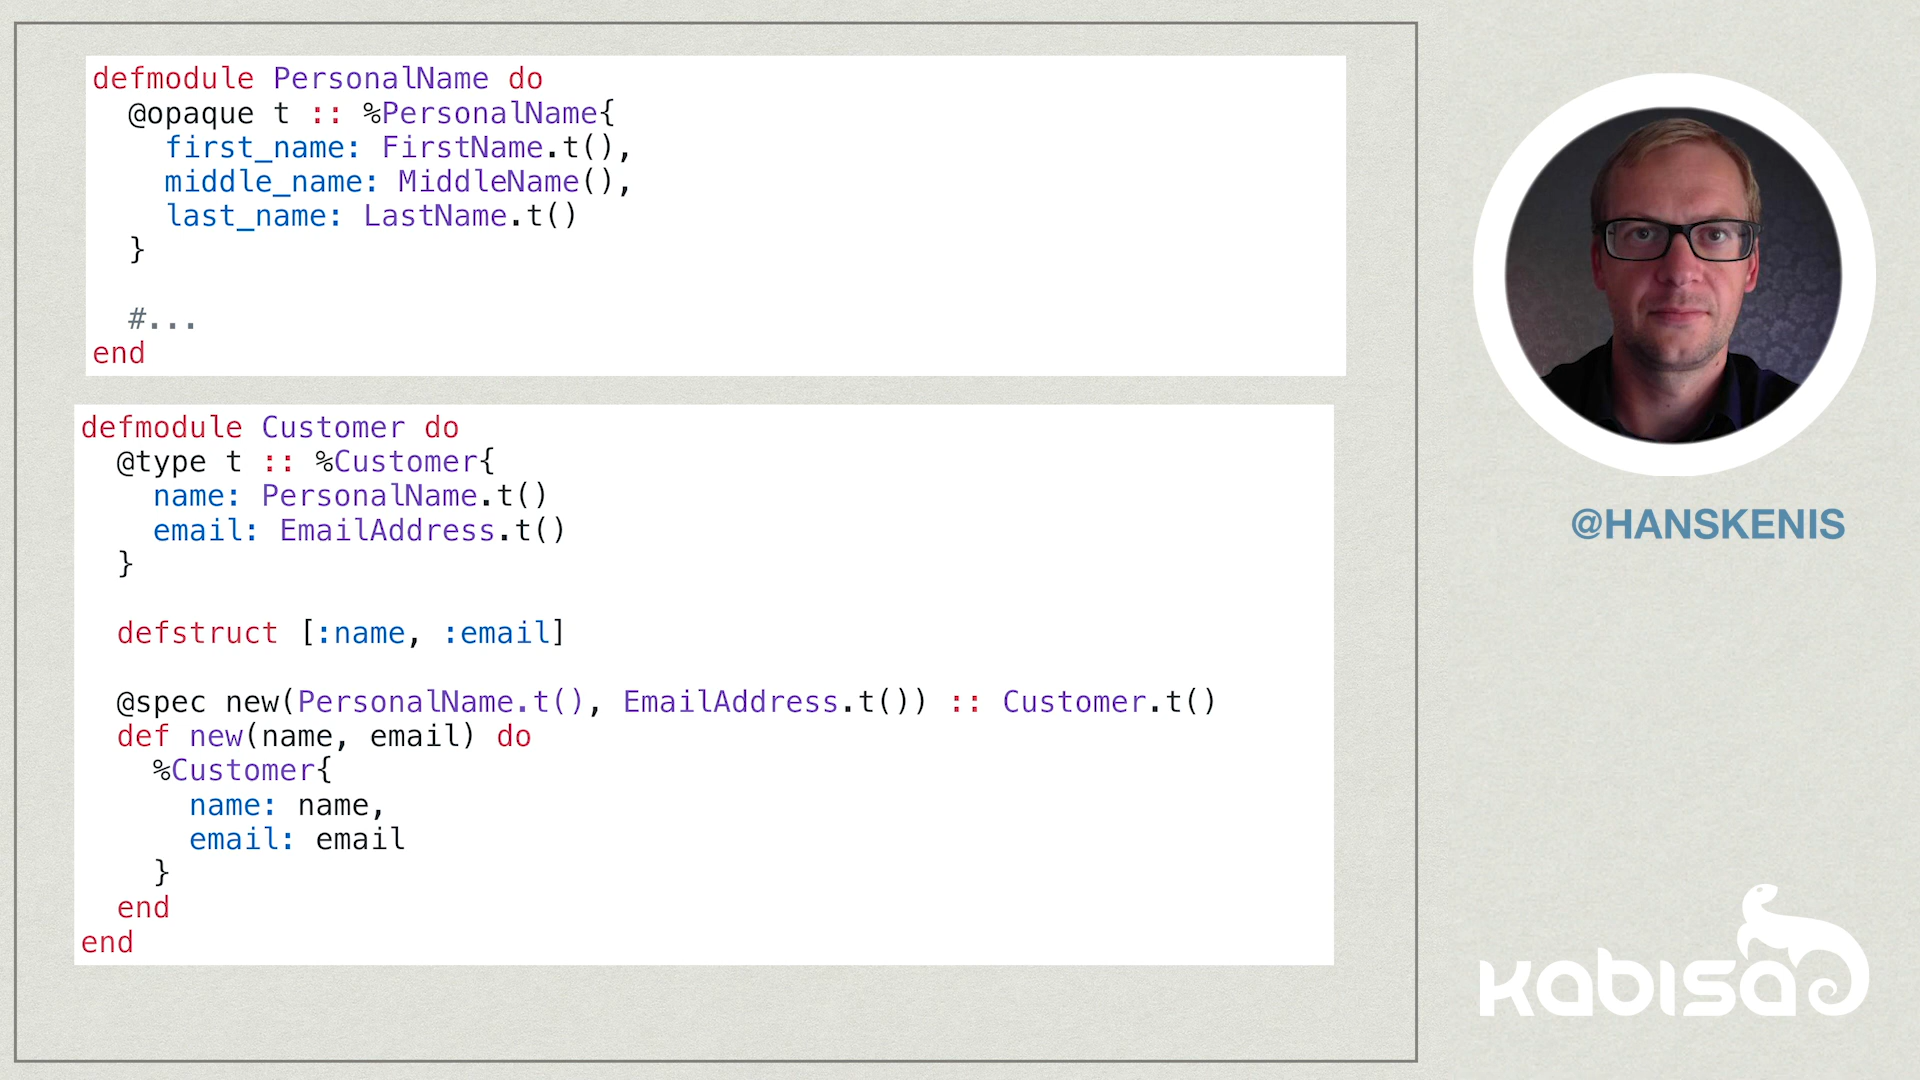 defmodule PersonalName do
  @opaque t :: %PersonalName{
    first_name: FirstName.t(),
    middle_name: MiddleName(),
    last_name: LastName.t()
  }

  #...
end
defmodule Customer do
  @type t :: %Customer{
    name: PersonalName.t()
    email: EmailAddress.t()
  }

  defstruct [:name, :email]

  @spec new(PersonalName.t(), EmailAddress.t()) :: Customer.t()
  def new(name, email) do
    %Customer{
      name: name,
      email: email
    }
  end
end
@HANSKENIS
kabisa